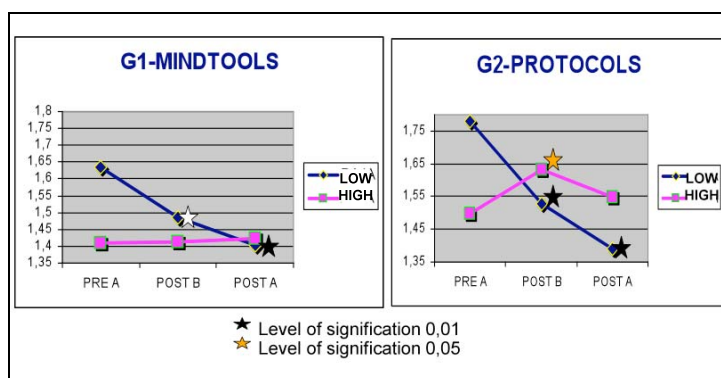 G1-MINDTOOLS
1,8
1,75
1,7
1,65
1,6
1,55
1,5
1,45
1,4
1,35
PRE A
POST B
POST A
LOW
HIGH
G2-PROTOCOLS
1,75
1,65
1,55
1,45
1,35
PRE A
POST B
POST A
LOW
HIGH
Level of signification 0,01
Level of signification 0,05